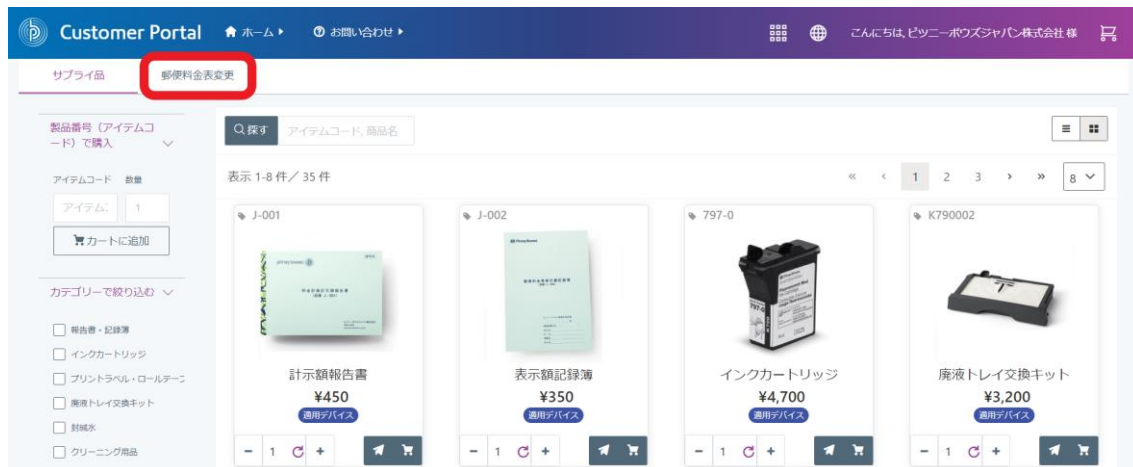 Customer Portal
ホーム
お問い合わせ
こんにちは, ピツニーボウズジャパン株式会社 様
サプライ品
郵便料金表変更
製品番号（アイテムコ
ード）で購入
アイテムコード 数量
アイテム: 1
カートに追加
カテゴリーで絞り込む
報告書・記録簿
インクカートリッジ
プリントラベル・ロールテープ
廃液トレイ交換キット
封緘水
クリーニング用品
探す
アイテムコード, 商品名
表示 1-8 件／ 35 件
« ‹ 1 2 3 › » 8
J-001
計示額報告書
¥450
適用デバイス
- 1 +
J-002
表示額記録簿
¥350
適用デバイス
- 1 +
797-0
797-0
インクカートリッジ
¥4,700
適用デバイス
- 1 +
K790002
廃液トレイ交換キット
¥3,200
適用デバイス
- 1 +